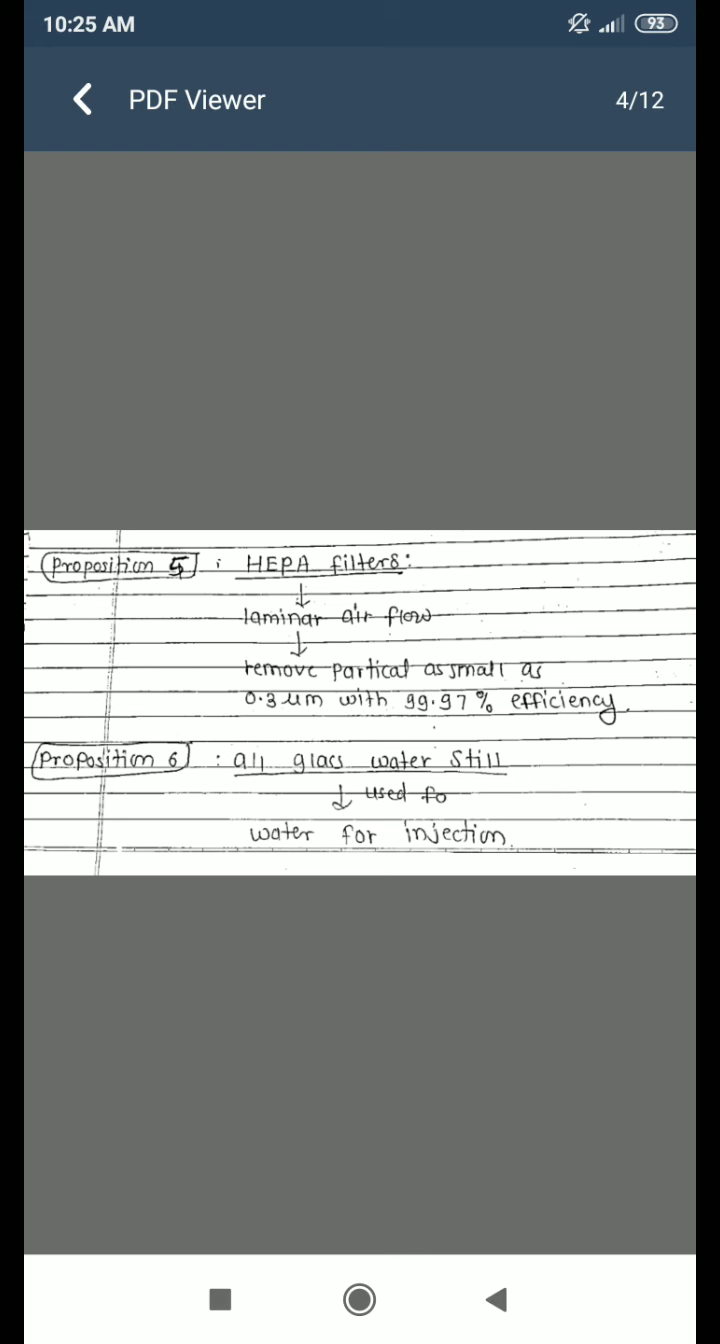 10:25 AM 93
PDF Viewer 4/12
Proposition 5 : HEPA filters:
laminar air flow
remove partical as small as
0.3 um with 99.97% efficiency.
Proposition 6 : all glass water still
used fo
water for injection.